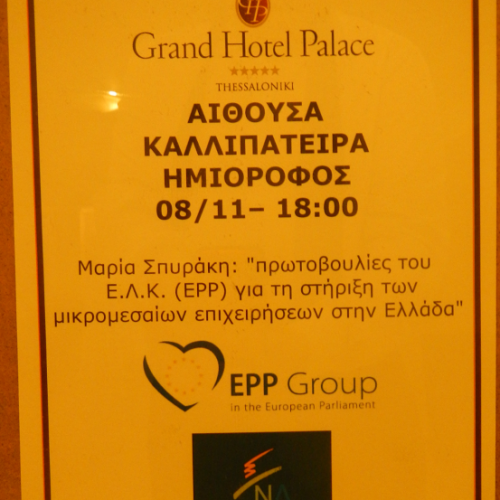 Grand Hotel Palace
THESSALONIKI
ΑΙΘΟΥΣΑ
ΚΑΛΛΙΠΑΤΕΙΡΑ
ΗΜΙΟΡΟΦΟΣ
08/11– 18:00
Μαρία Σπυράκη: "πρωτοβουλίες του
Ε.Λ.Κ. (EPP) για τη στήριξη των
μικρομεσαίων επιχειρήσεων στην Ελλάδα"
EPP Group
in the European Parliament